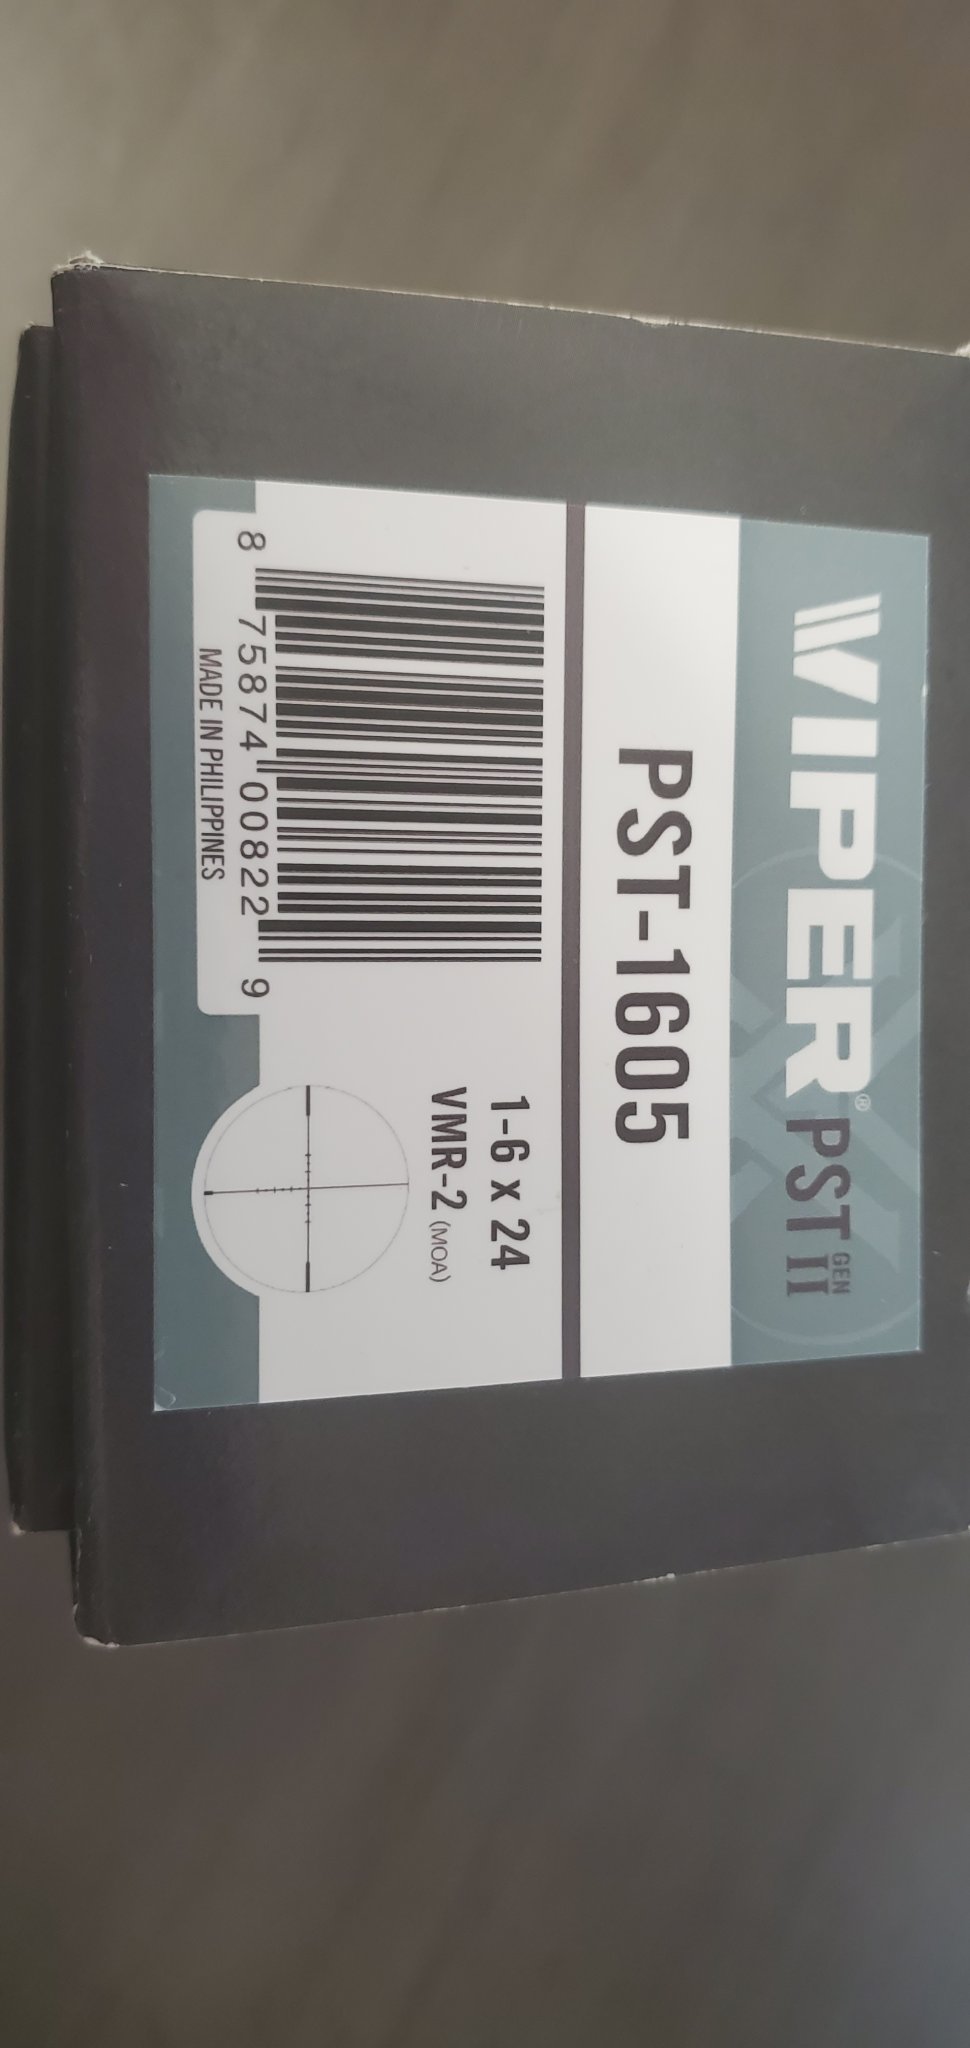 VIPER® PST GEN II
PST-1605
1-6 x 24
VMR-2 (MOA)
8 75874 00822 9
MADE IN PHILIPPINES